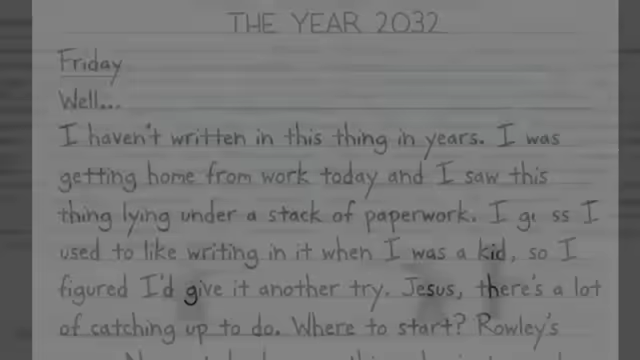 THE YEAR 2032
Friday
Well...
I haven't written in this thing in years. I was
getting home from work today and I saw this
thing lying under a stack of paperwork. I gu ss I
used to like writing in it when I was a kid, so I
figured I'd give it another try. Jesus, there's a lot
of catching up to do. Where to start? Rowley's